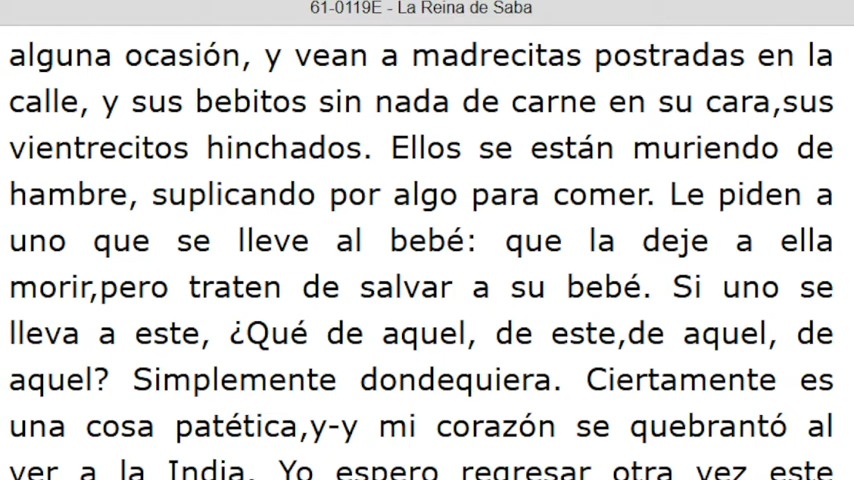 61-0119E - La Reina de Saba
alguna ocasión, y vean a madrecitas postradas en la
calle, y sus bebitos sin nada de carne en su cara,sus
vientrecitos hinchados. Ellos se están muriendo de
hambre, suplicando por algo para comer. Le piden a
uno que se lleve al bebé: que la deje a ella
morir,pero traten de salvar a su bebé. Si uno se
lleva a este, ¿Qué de aquel, de este,de aquel, de
aquel? Simplemente dondequiera. Ciertamente es
una cosa patética,y-y mi corazón se quebrantó al
ver a la India. Yo espero regresar otra vez este